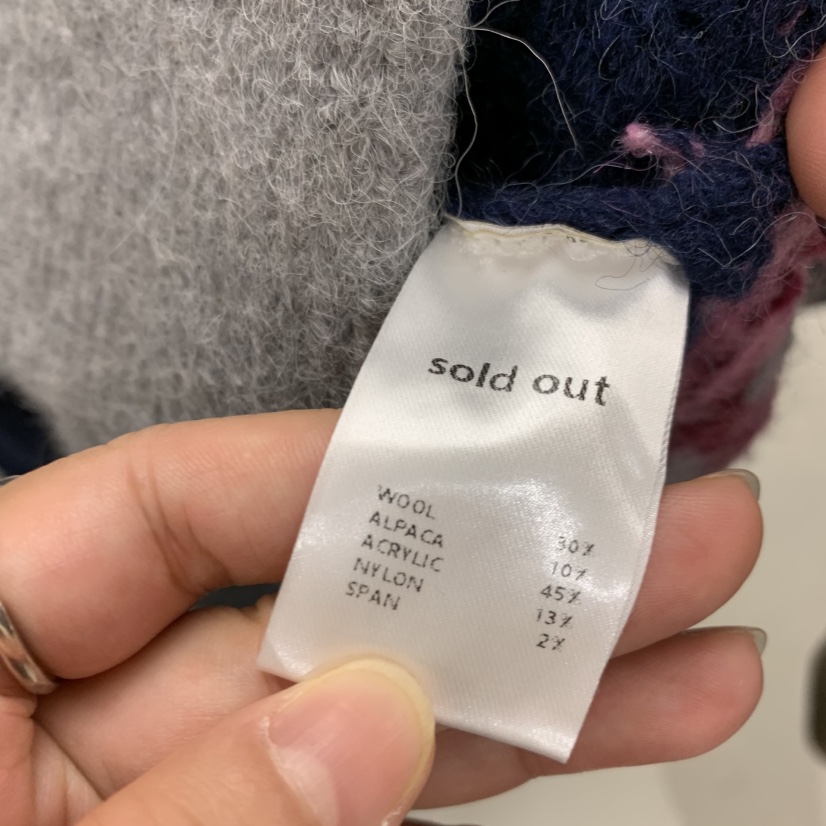 sold out
WOOL 30%
ALPACA 10%
ACRYLIC 45%
NYLON 13%
SPAN 2%